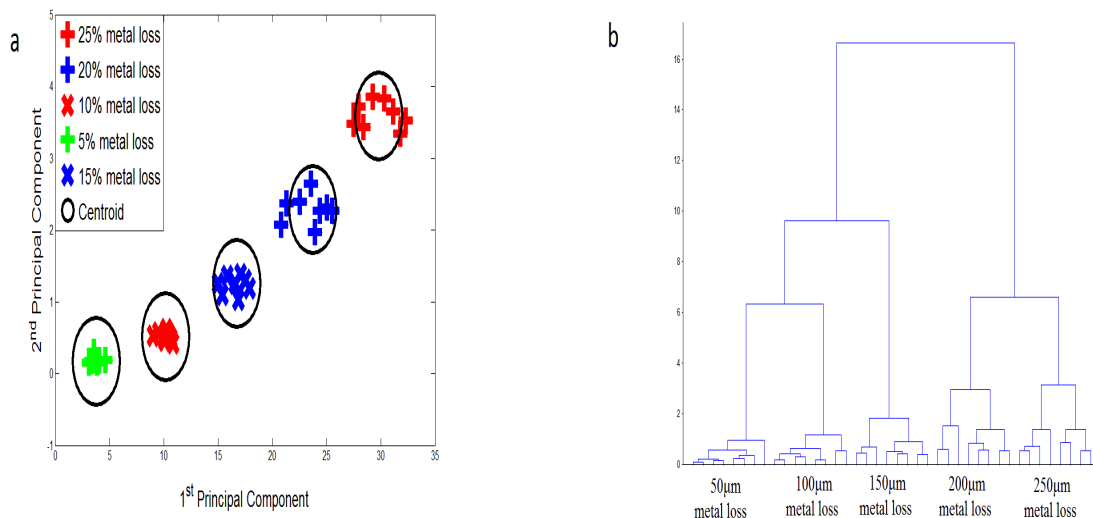 a
5
4
3
2
1
0
-1
2nd Principal Component
25% metal loss
20% metal loss
10% metal loss
5% metal loss
15% metal loss
Centroid
0 5 10 15 20 25 30 35
1st Principal Component
b
16
14
12
10
8
6
4
2
0
50µm 100µm 150µm 200µm 250µm
metal loss metal loss metal loss metal loss metal loss